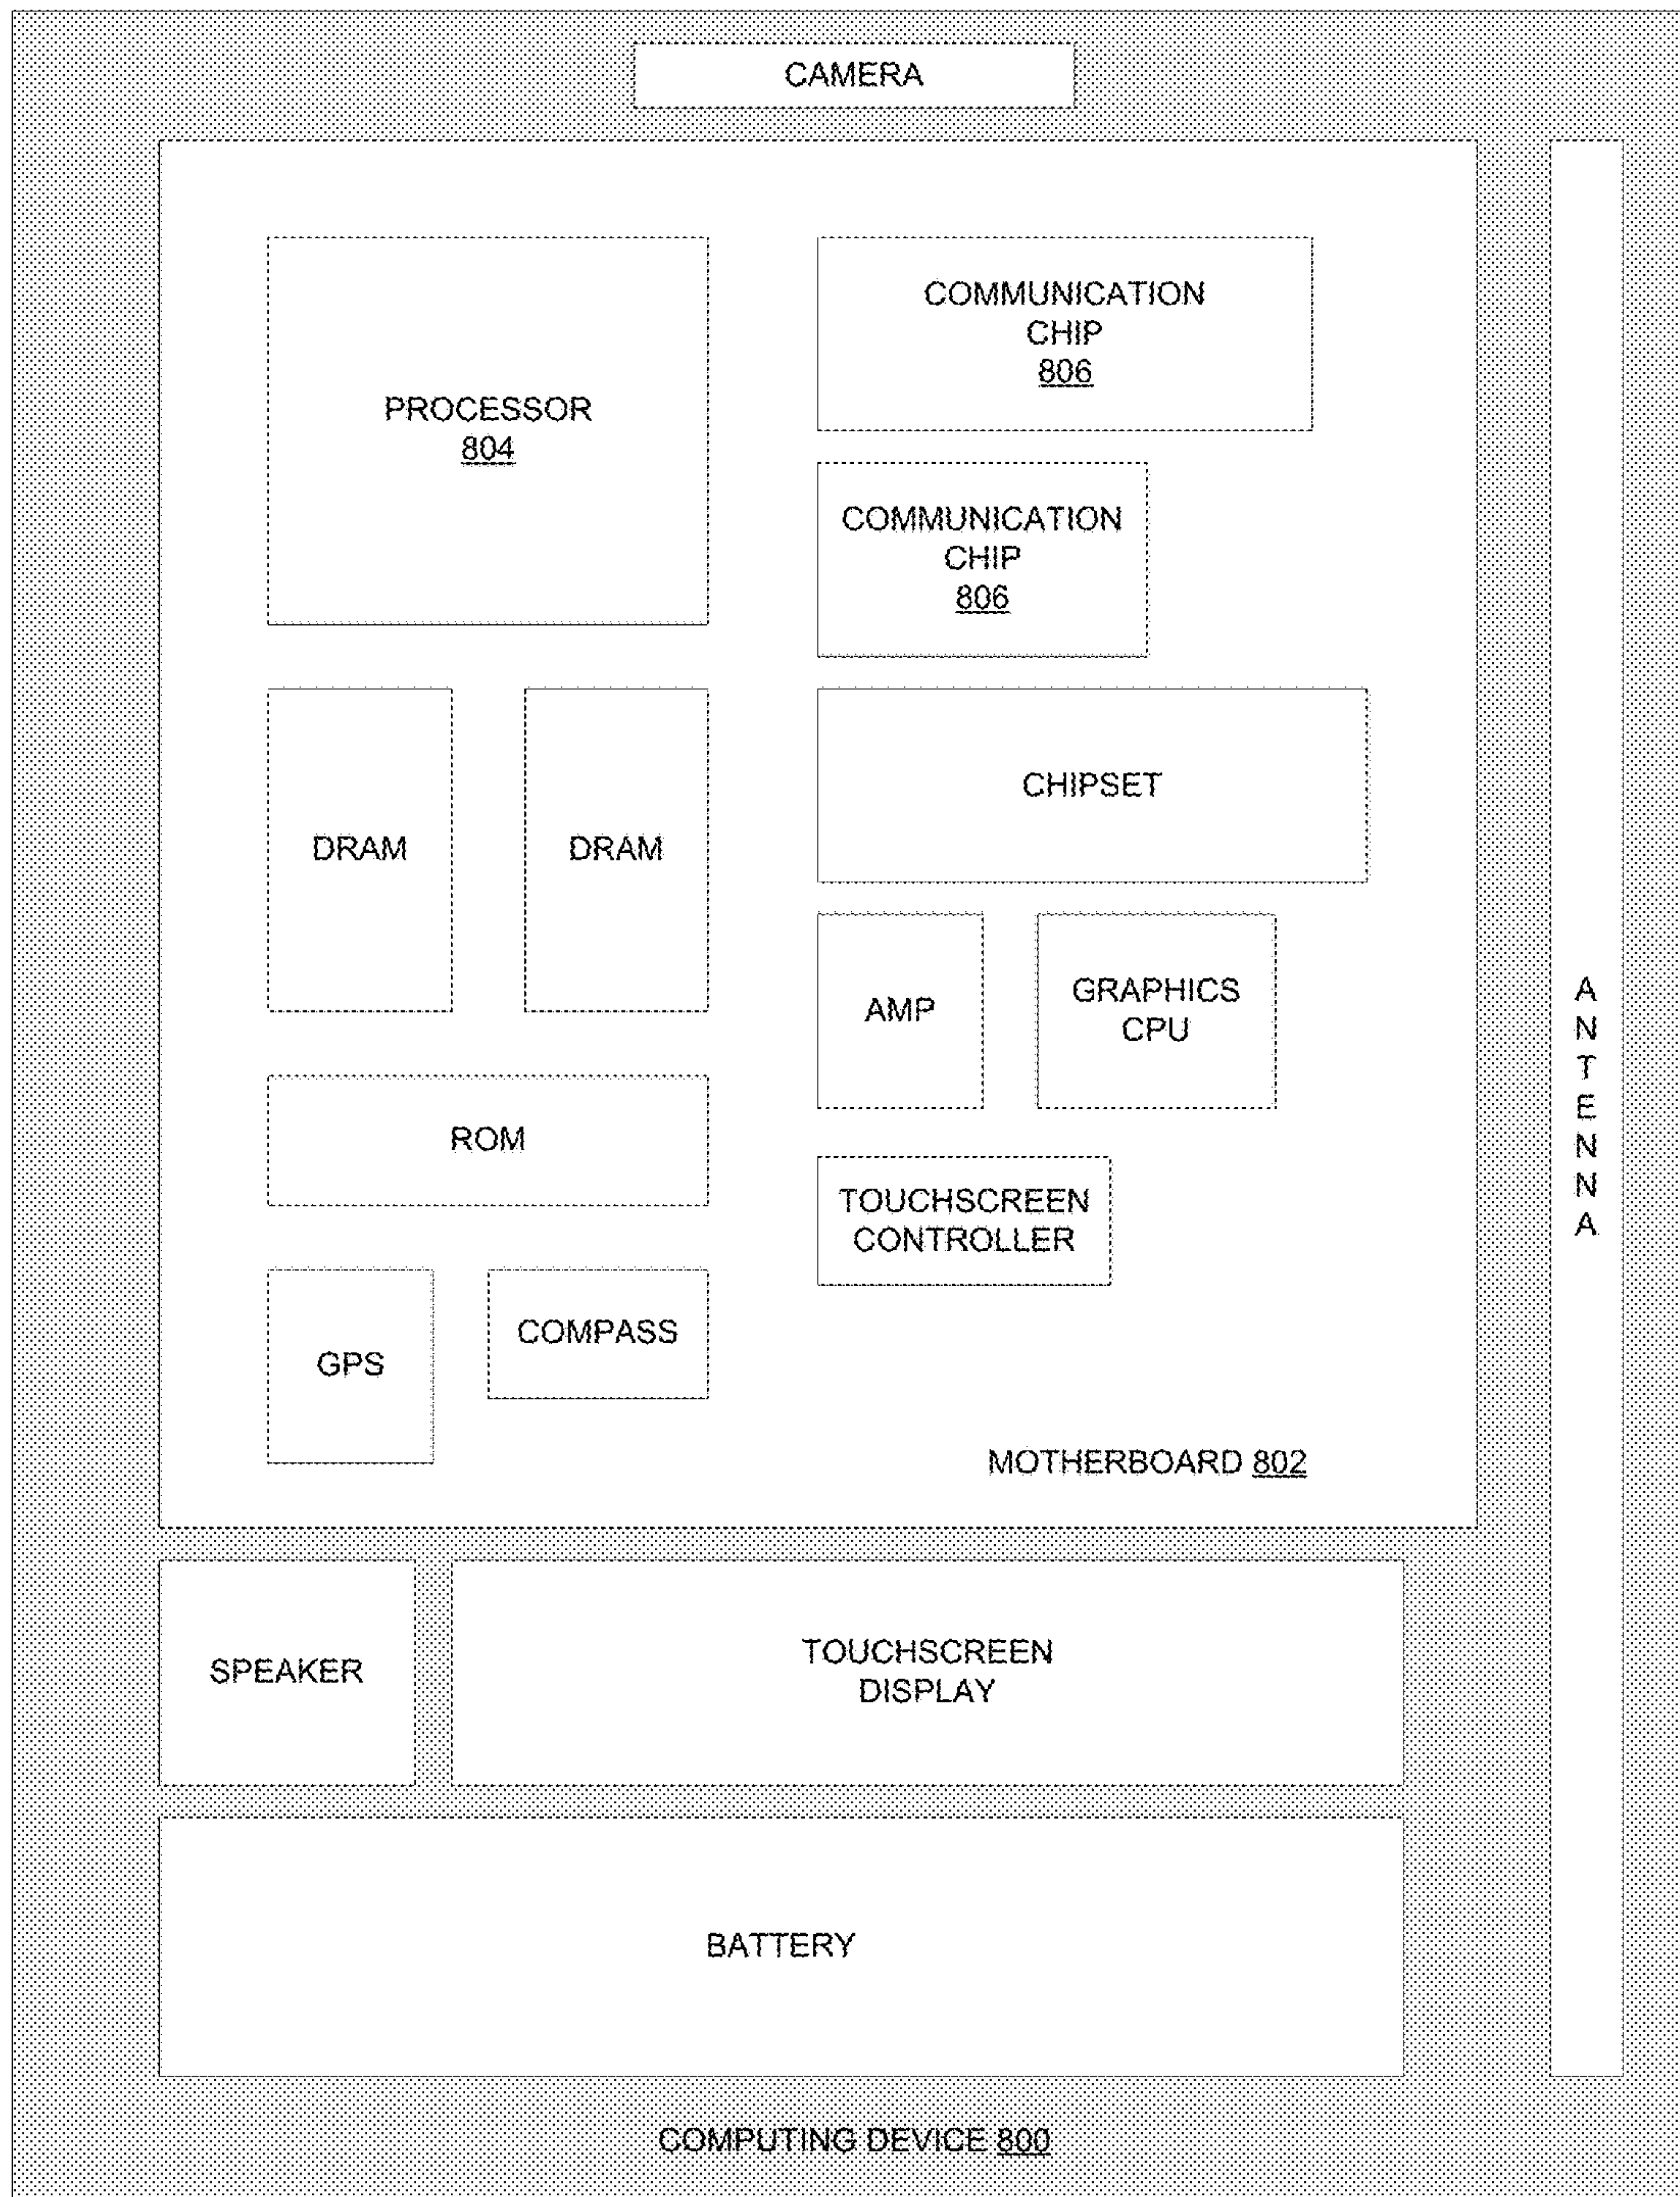 CAMERA
PROCESSOR
804
COMMUNICATION
CHIP
806
COMMUNICATION
CHIP
806
DRAM
DRAM
CHIPSET
AMP
GRAPHICS
CPU
ROM
TOUCHSCREEN
CONTROLLER
GPS
COMPASS
MOTHERBOARD 802
ANTENNA
SPEAKER
TOUCHSCREEN
DISPLAY
BATTERY
COMPUTING DEVICE 800